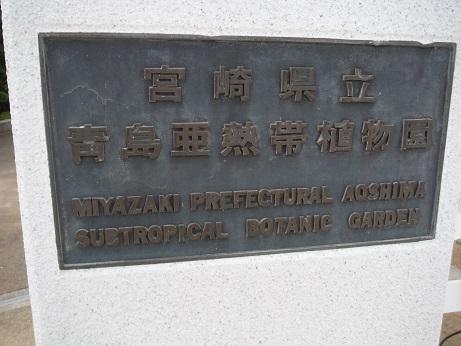 宮崎県立
青島亜熱帯植物園
MIYAZAKI PREFECTURAL AOSHIMA
SUBTROPICAL BOTANIC GARDEN